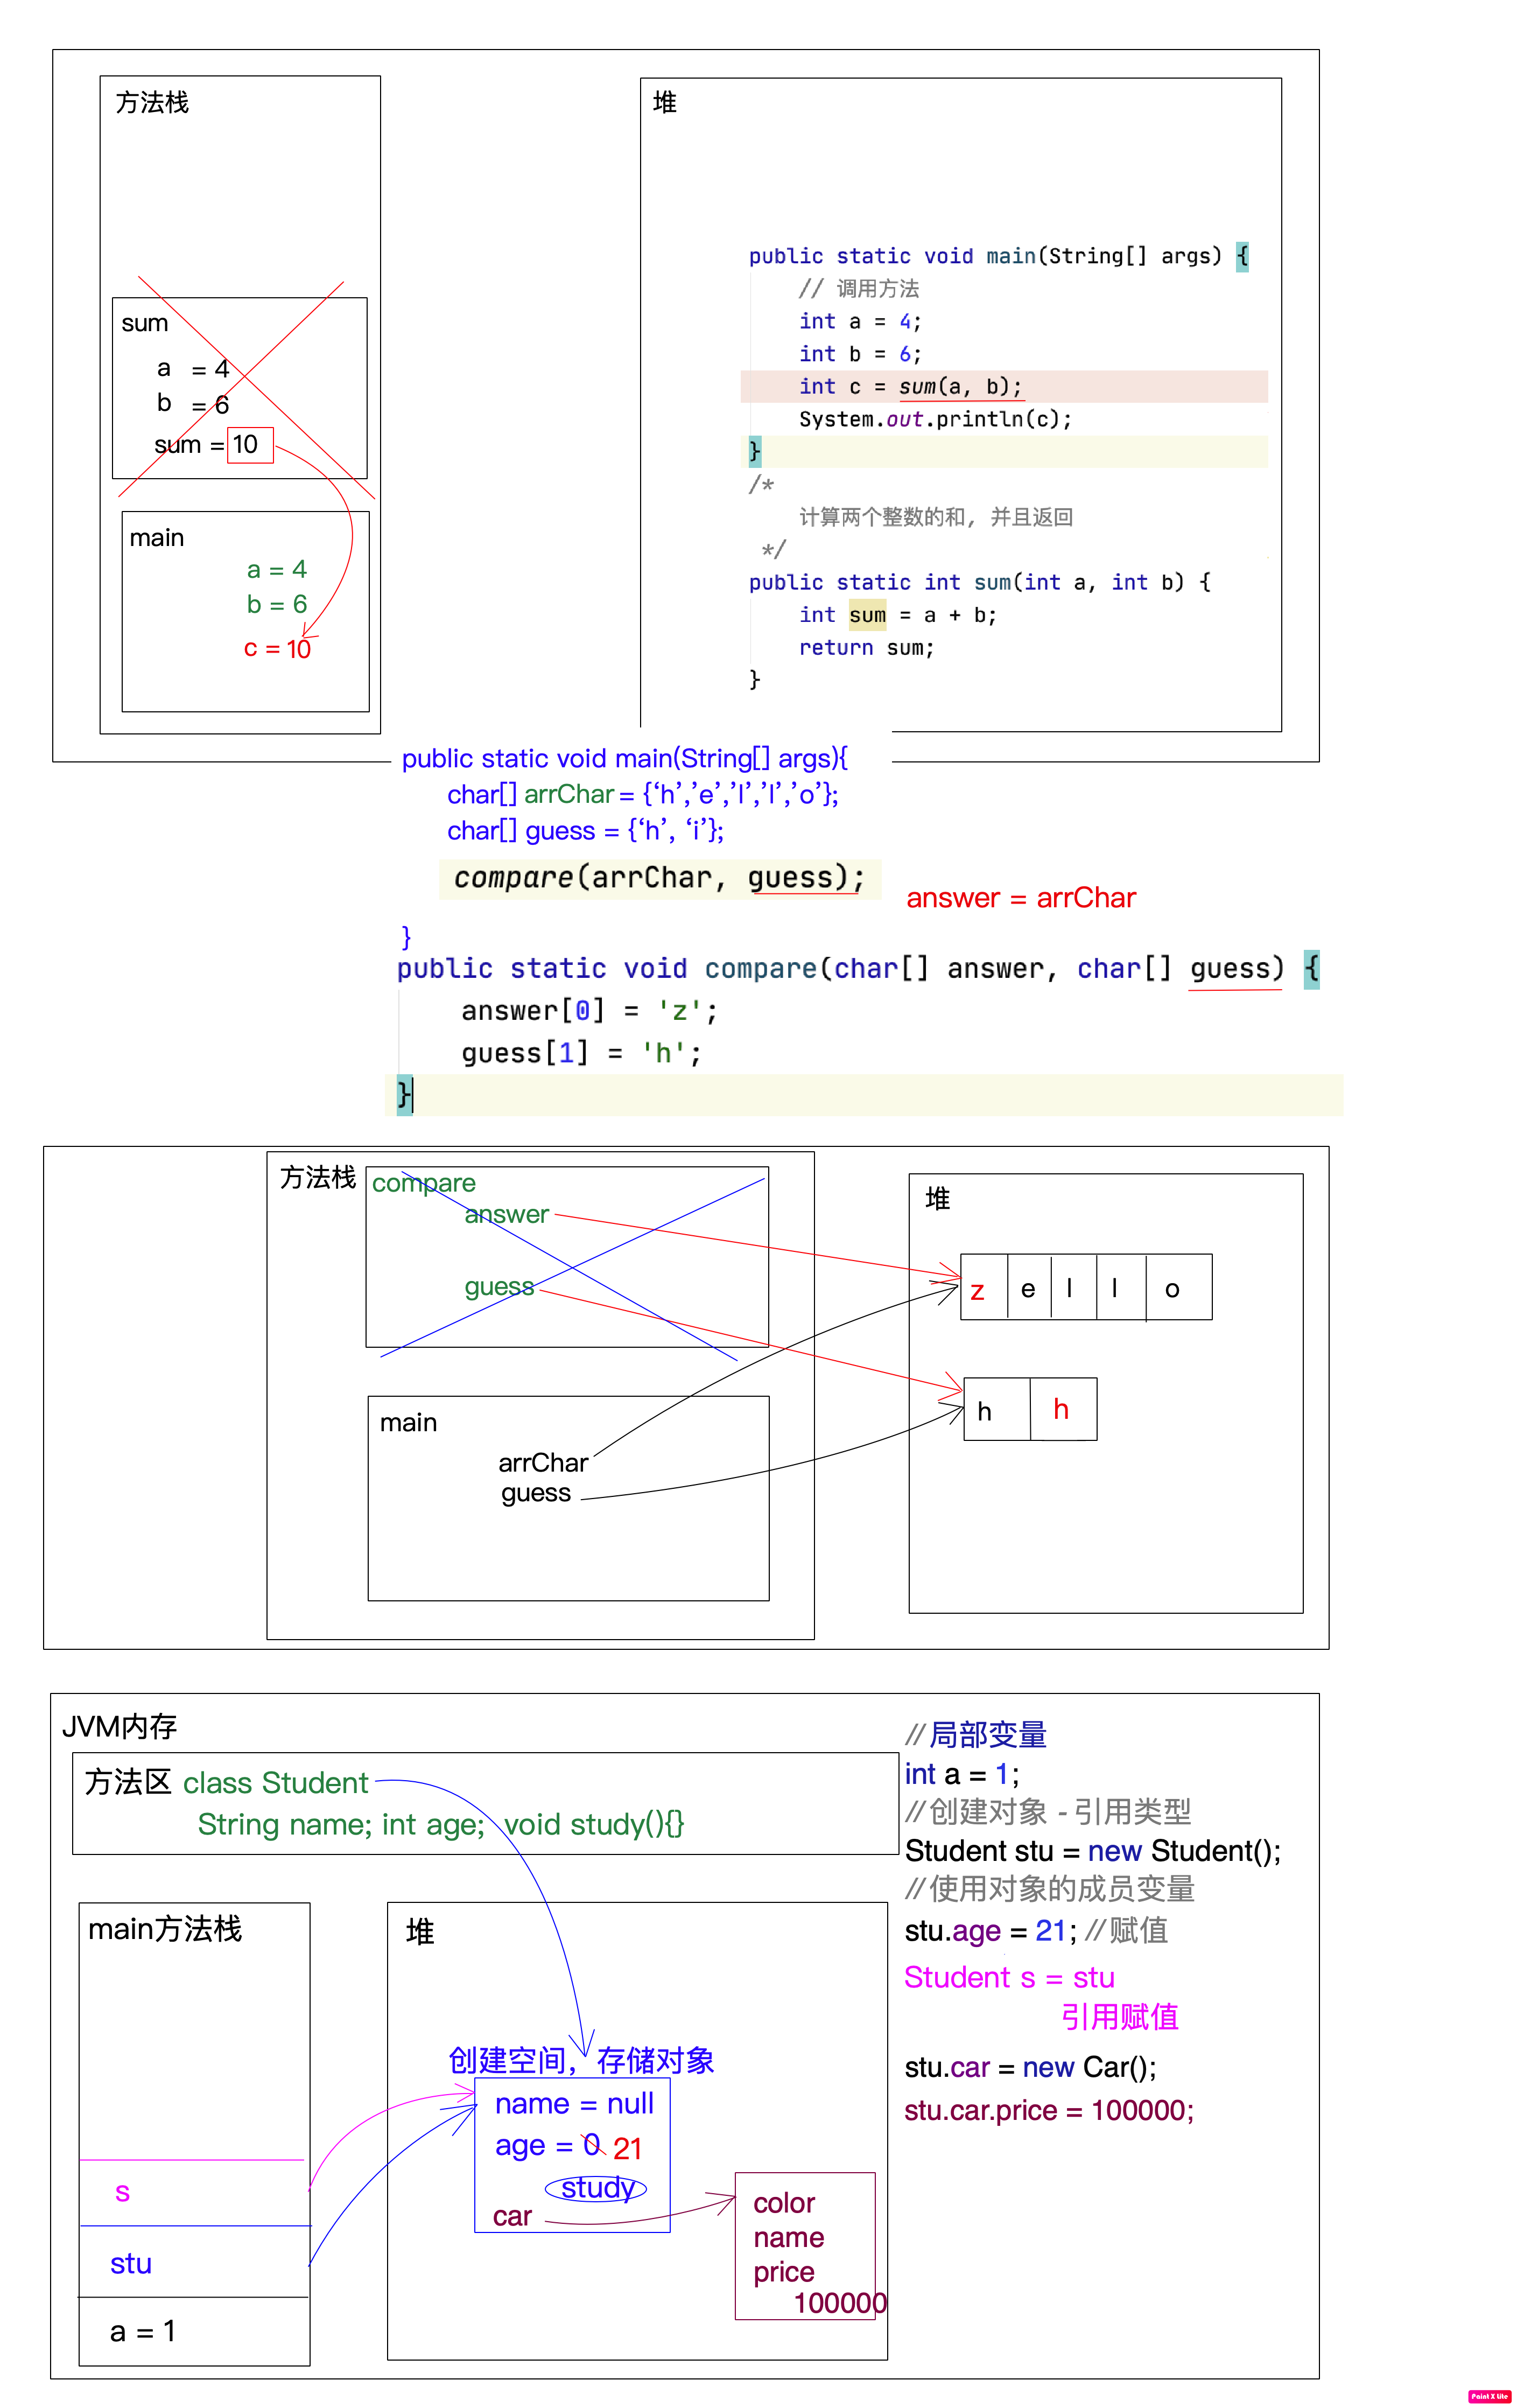 方法栈
sum
a = 4
b = 6
sum = 10
main
a = 4
b = 6
c = 10
堆
public static void main(String[] args) {
// 调用方法
int a = 4;
int b = 6;
int c = sum(a, b);
System.out.println(c);
}
/*
计算两个整数的和, 并且返回
*/
public static int sum(int a, int b) {
int sum = a + b;
return sum;
}
public static void main(String[] args){
char[] arrChar = {‘h’,’e’,’l’,’l’,’o’};
char[] guess = {‘h’, ‘i’};
compare(arrChar, guess);
answer = arrChar
}
public static void compare(char[] answer, char[] guess) {
answer[0] = 'z';
guess[1] = 'h';
}
方法栈
compare
answer
guess
main
arrChar
guess
堆
z e l l o
h h
JVM内存
方法区 class Student
String name; int age; void study(){}
main方法栈
s
stu
a = 1
堆
创建空间，存储对象
name = null
age = 0 21
study
car
color
name
price
100000
//局部变量
int a = 1;
//创建对象 - 引用类型
Student stu = new Student();
//使用对象的成员变量
stu.age = 21; //赋值
Student s = stu
引用赋值
stu.car = new Car();
stu.car.price = 100000;
Paint X Lite